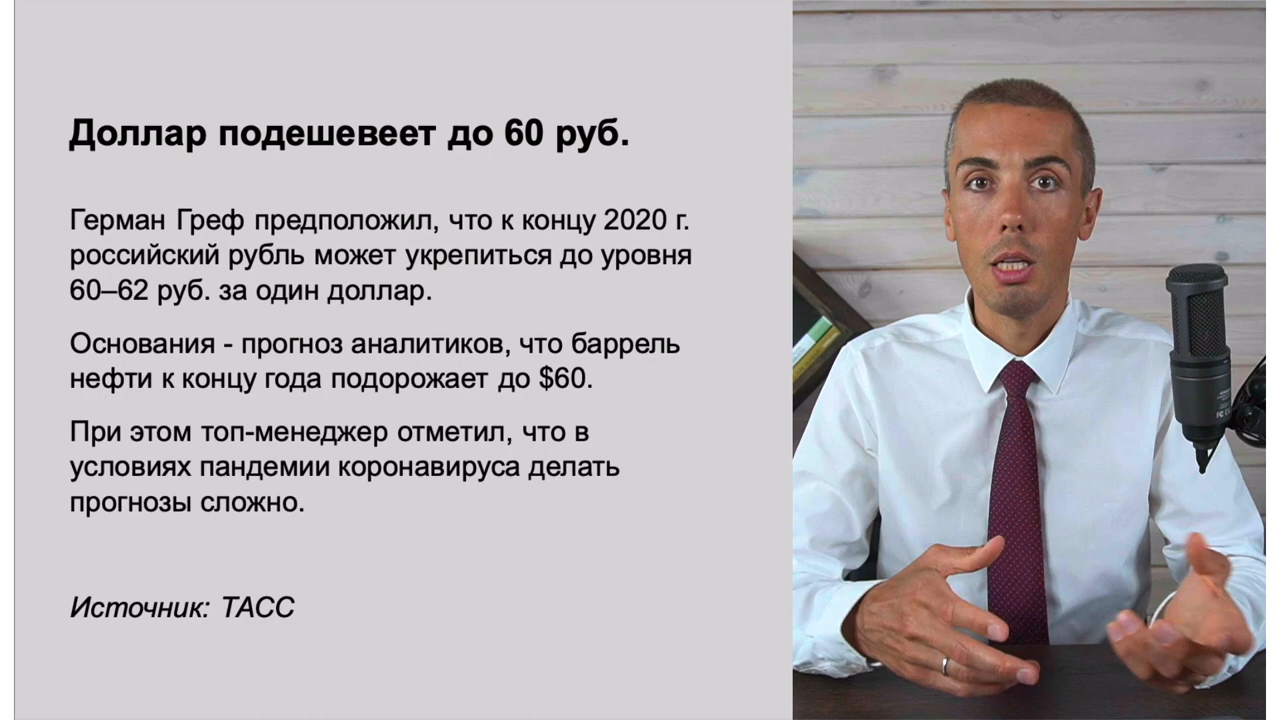 Доллар подешевеет до 60 руб.
Герман Греф предположил, что к концу 2020 г.
российский рубль может укрепиться до уровня
60–62 руб. за один доллар.
Основания - прогноз аналитиков, что баррель
нефти к концу года подорожает до $60.
При этом топ-менеджер отметил, что в
условиях пандемии коронавируса делать
прогнозы сложно.
Источник: ТАСС